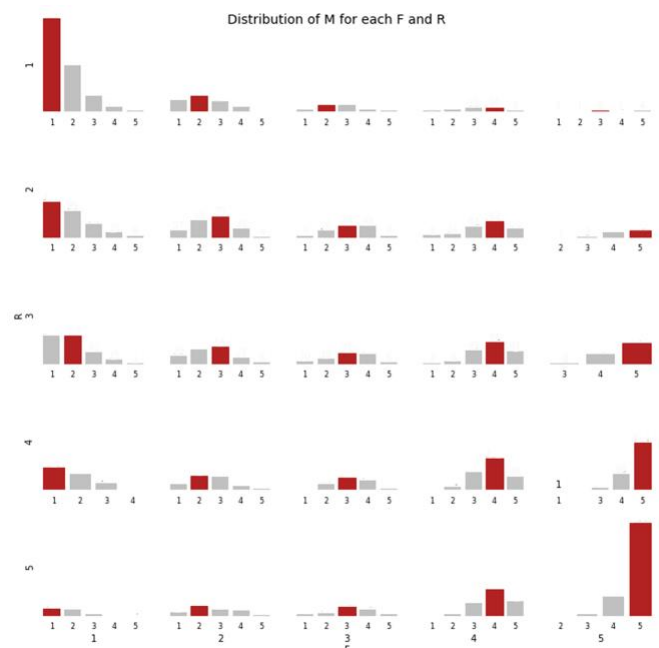 Distribution of M for each F and R
1
1 2 3 4 5 1 2 3 4 5 1 2 3 4 5 1 2 3 4 5 1 2 3 4 5
2
1 2 3 4 5 1 2 3 4 5 1 2 3 4 5 1 2 3 4 5 2 3 4 5
R
3
1 2 3 4 5 1 2 3 4 5 1 2 3 4 5 1 2 3 4 5 3 4 5
4
1
1 2 3 4 1 2 3 4 5 2 3 4 5 1 2 3 4 5 1 3 4 5
5
1 2 3 4 5 1 2 3 4 5 1 2 3 4 5 1 2 3 4 5 2 3 4 5
1 2 3 4 5